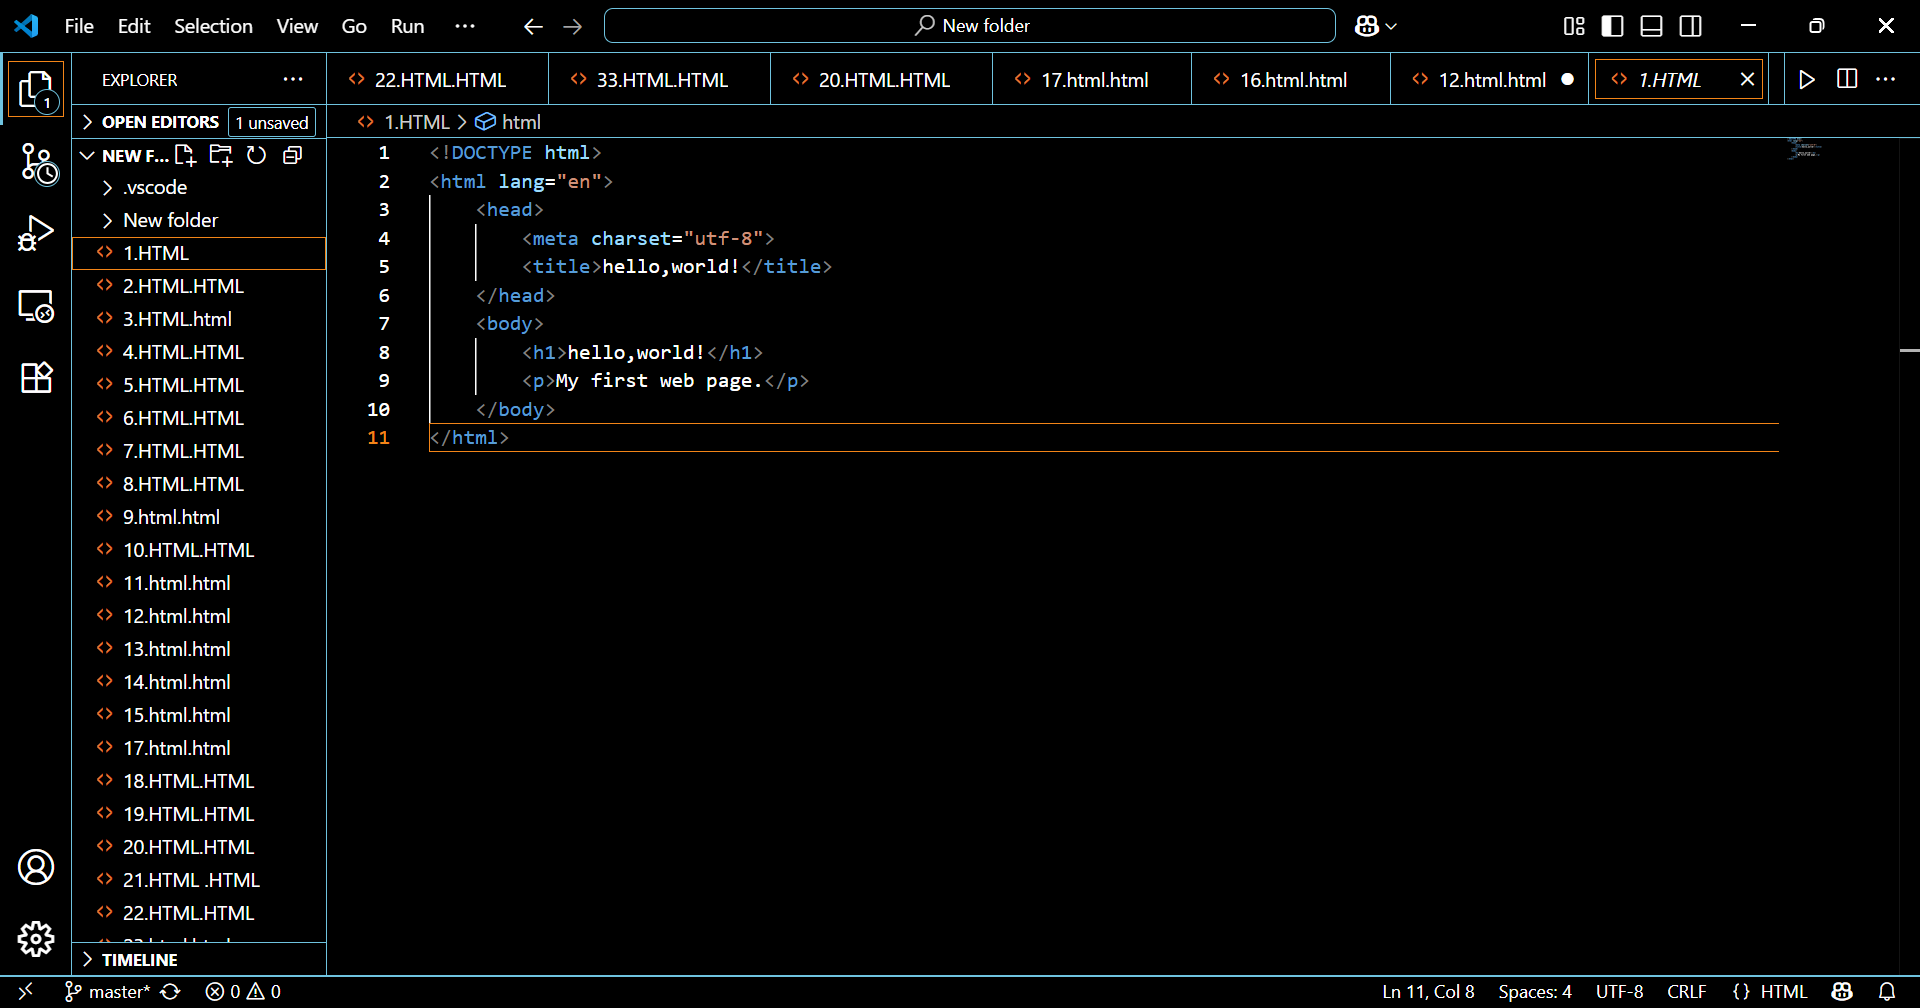 File Edit Selection View Go Run ··· New folder
EXPLORER ···
OPEN EDITORS 1 unsaved
NEW F...
.vscode
New folder
1.HTML
2.HTML.HTML
3.HTML.html
4.HTML.HTML
5.HTML.HTML
6.HTML.HTML
7.HTML.HTML
8.HTML.HTML
9.html.html
10.HTML.HTML
11.html.html
12.html.html
13.html.html
14.html.html
15.html.html
17.html.html
18.HTML.HTML
19.HTML.HTML
20.HTML.HTML
21.HTML .HTML
22.HTML.HTML
TIMELINE
1
22.HTML.HTML 33.HTML.HTML 20.HTML.HTML 17.html.html 16.html.html 12.html.html 1.HTML ···
1.HTML > html
1 <!DOCTYPE html>
2 <html lang="en">
3 <head>
4 <meta charset="utf-8">
5 <title>hello,world!</title>
6 </head>
7 <body>
8 <h1>hello,world!</h1>
9 <p>My first web page.</p>
10 </body>
11 </html>
master* 0 0 Ln 11, Col 8 Spaces: 4 UTF-8 CRLF {} HTML